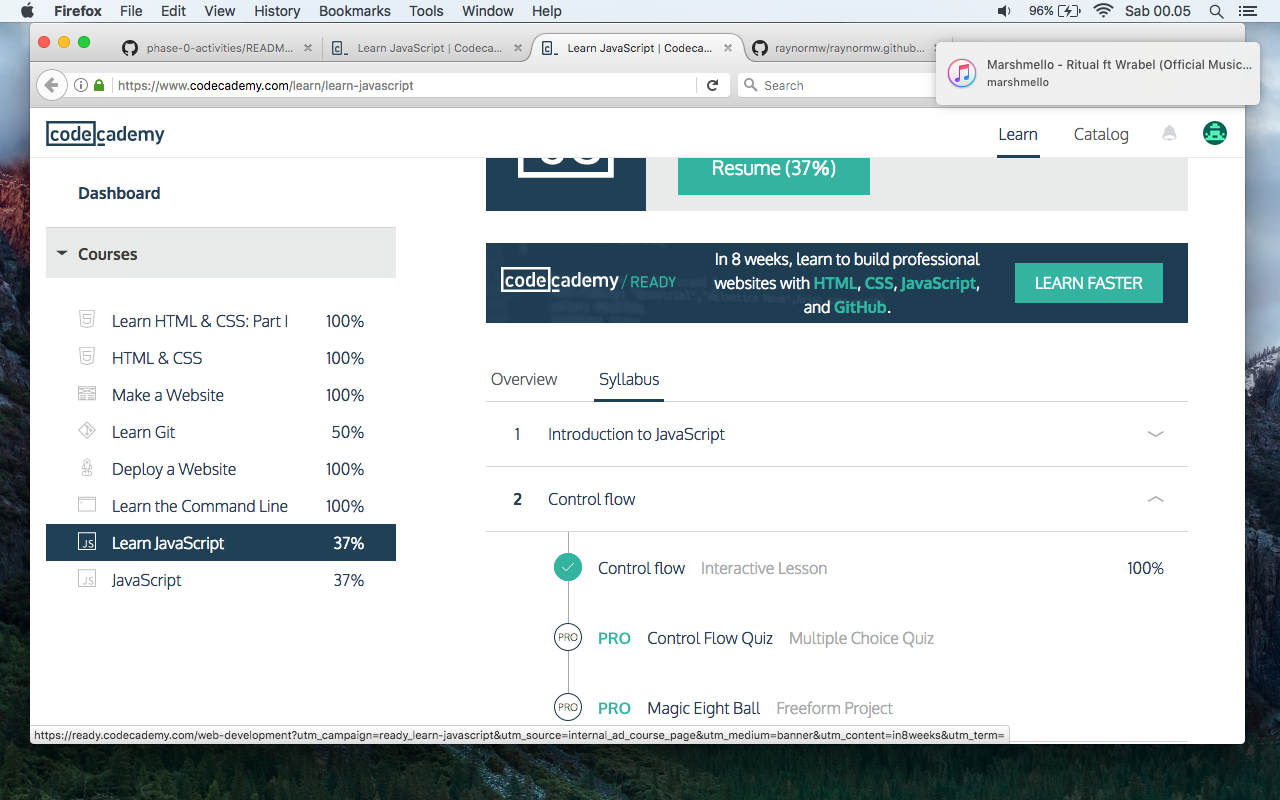 Firefox File Edit View History Bookmarks Tools Window Help 96% Sab 00.05
phase-0-activities/READM... × Learn JavaScript | Codeca... × Learn JavaScript | Codeca... × raynormw/raynormw.github...
Marshmello - Ritual ft Wrabel (Official Music...
marshmello
https://www.codecademy.com/learn/learn-javascript Search
codecademy Learn Catalog
Resume (37%)
Dashboard
Courses
Learn HTML & CSS: Part I 100%
HTML & CSS 100%
Make a Website 100%
Learn Git 50%
Deploy a Website 100%
Learn the Command Line 100%
JS Learn JavaScript 37%
JS JavaScript 37%
codecademy / READY
In 8 weeks, learn to build professional
websites with HTML, CSS, JavaScript,
and GitHub.
LEARN FASTER
Overview Syllabus
1 Introduction to JavaScript
2 Control flow
Control flow Interactive Lesson 100%
PRO PRO Control Flow Quiz Multiple Choice Quiz
PRO PRO Magic Eight Ball Freeform Project
https://ready.codecademy.com/web-development?utm_campaign=ready_learn-javascript&utm_source=internal_ad_course_page&utm_medium=banner&utm_content=in8weeks&utm_term=